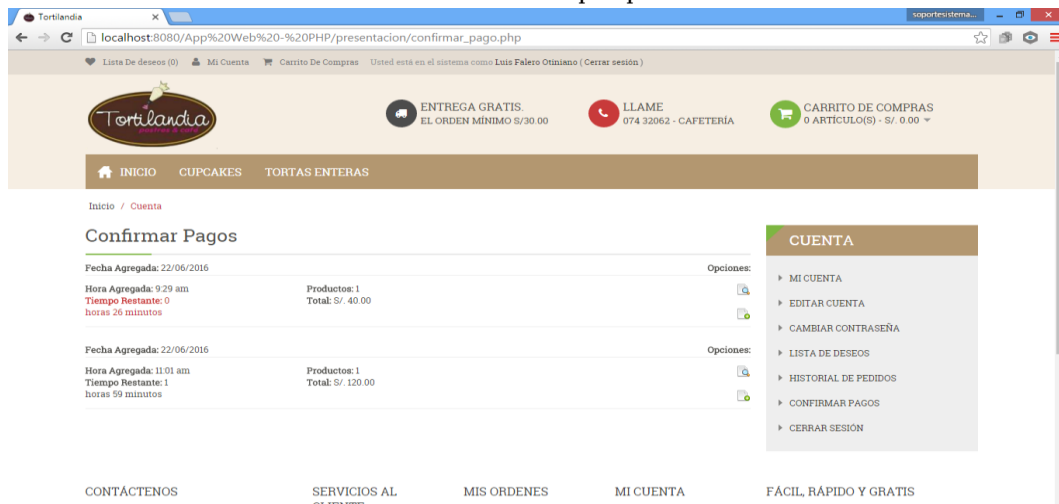 Tortilandia
soportesistema...
localhost:8080/App%20Web%20-%20PHP/presentacion/confirmar_pago.php
Lista De deseos (0) Mi Cuenta Carrito De Compras Usted está en el sistema como Luis Falero Otiniano ( Cerrar sesión )
Tortilandia
postres & café
ENTREGA GRATIS.
EL ORDEN MÍNIMO S/30.00
LLAME
074 32062 - CAFETERÍA
CARRITO DE COMPRAS
0 ARTÍCULO(S) - S/. 0.00
INICIO CUPCAKES TORTAS ENTERAS
Inicio / Cuenta
Confirmar Pagos
Fecha Agregada: 22/06/2016 Opciones:
Hora Agregada: 9:29 am Productos: 1
Tiempo Restante: 0 Total: S/. 40.00
horas 26 minutos
Fecha Agregada: 22/06/2016 Opciones:
Hora Agregada: 11:01 am Productos: 1
Tiempo Restante: 1 Total: S/. 120.00
horas 59 minutos
CUENTA
MI CUENTA
EDITAR CUENTA
CAMBIAR CONTRASEÑA
LISTA DE DESEOS
HISTORIAL DE PEDIDOS
CONFIRMAR PAGOS
CERRAR SESIÓN
CONTÁCTENOS SERVICIOS AL MIS ORDENES MI CUENTA FÁCIL, RÁPIDO Y GRATIS